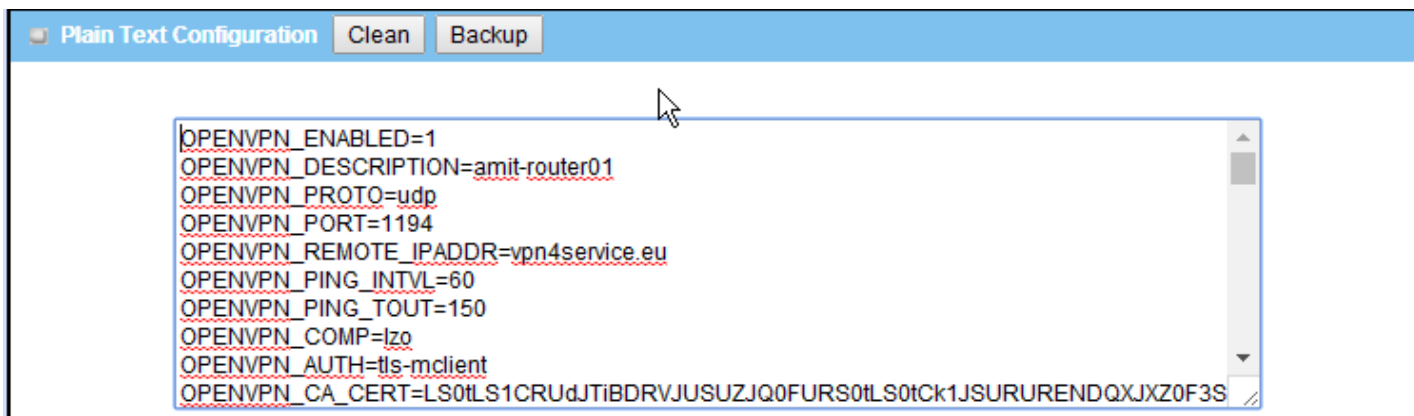 Plain Text Configuration Clean Backup
OPENVPN_ENABLED=1
OPENVPN_DESCRIPTION=amit-router01
OPENVPN_PROTO=udp
OPENVPN_PORT=1194
OPENVPN_REMOTE_IPADDR=vpn4service.eu
OPENVPN_PING_INTVL=60
OPENVPN_PING_TOUT=150
OPENVPN_COMP=lzo
OPENVPN_AUTH=tls-mclient
OPENVPN_CA_CERT=LS0tLS1CRUdJTiBDRVJUSUZJQ0FURS0tLS0tCk1JSURURENDQXJXZ0F3S